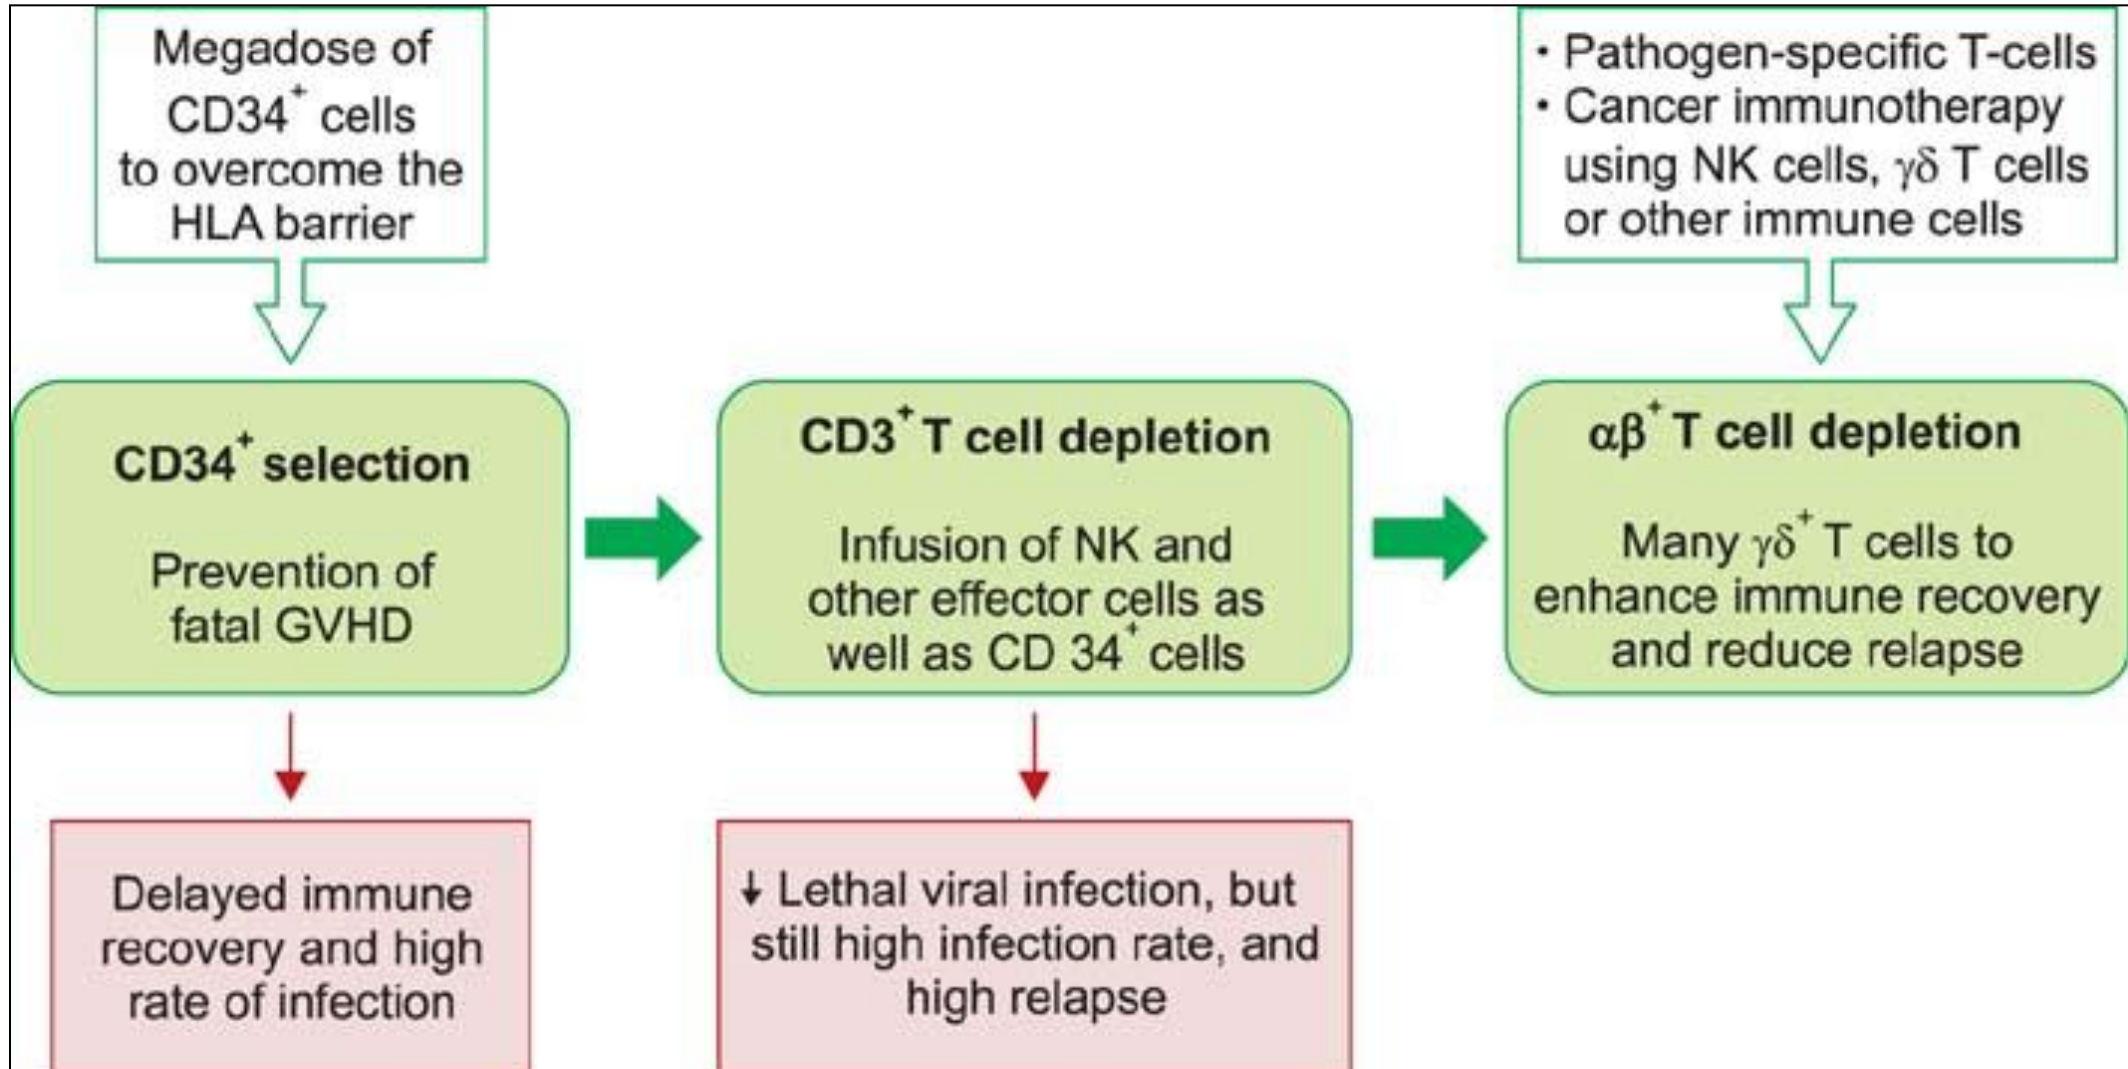 Megadose of
CD34⁺ cells
to overcome the
HLA barrier
• Pathogen-specific T-cells
• Cancer immunotherapy
using NK cells, γδ T cells
or other immune cells
CD34⁺ selection
Prevention of
fatal GVHD
CD3⁺ T cell depletion
Infusion of NK and
other effector cells as
well as CD 34⁺ cells
αβ⁺ T cell depletion
Many γδ⁺ T cells to
enhance immune recovery
and reduce relapse
Delayed immune
recovery and high
rate of infection
↓ Lethal viral infection, but
still high infection rate, and
high relapse